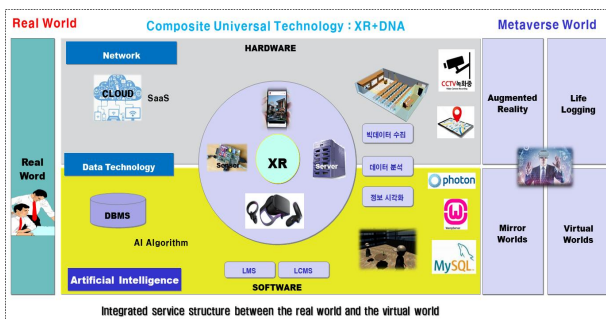 Real World
Composite Universal Technology : XR+DNA
Metaverse World
HARDWARE
Network
CLOUD
SaaS
CCTV녹화중
Augmented
Reality
Life
Logging
빅데이터 수집
Real
Word
Data Technology
Sensor
XR
Server
데이터 분석
photon
정보 시각화
DBMS
AI Algorithm
Mirror
Worlds
Virtual
Worlds
MySQL
LMS
LCMS
Artificial Intelligence
SOFTWARE
Integrated service structure between the real world and the virtual world